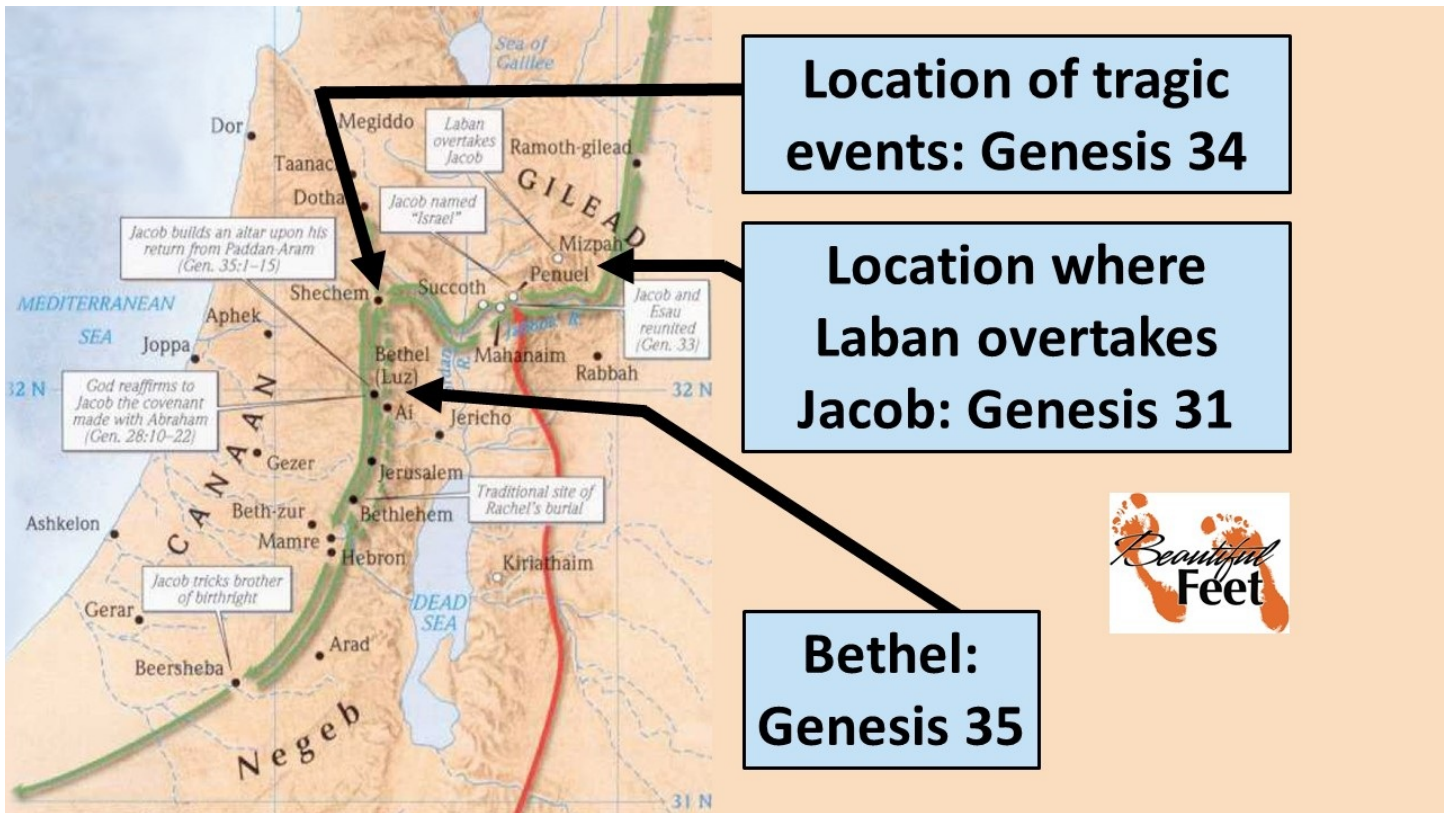 Location of tragic
events: Genesis 34
Location where
Laban overtakes
Jacob: Genesis 31
Bethel:
Genesis 35
Beautiful
Feet
Sea of
Galilee
Dor
Megiddo
Laban
overtakes
Jacob
Ramoth-gilead
Taanac
Dotha
GILEAD
Jacob named
"Israel"
Jacob builds an altar upon his
return from Paddan-Aram
(Gen. 35:1–15)
Mizpah
Penuel
Succoth
Shechem
Jacob and
Esau
reunited
(Gen. 33)
MEDITERRANEAN
SEA
Aphek
Joppa
Mahanaim
Rabbah
Bethel
(Luz)
R.
32 N
32 N
God reaffirms to
Jacob the covenant
made with Abraham
(Gen. 28:10–22)
Ai
Jericho
CANAAN
Gezer
Jerusalem
Traditional site of
Rachel's burial
Beth-zur
Bethlehem
Ashkelon
Mamre
Hebron
Kiriathaim
Jacob tricks brother
of birthright
DEAD
SEA
Gerar
Arad
Beersheba
Negeb
31 N